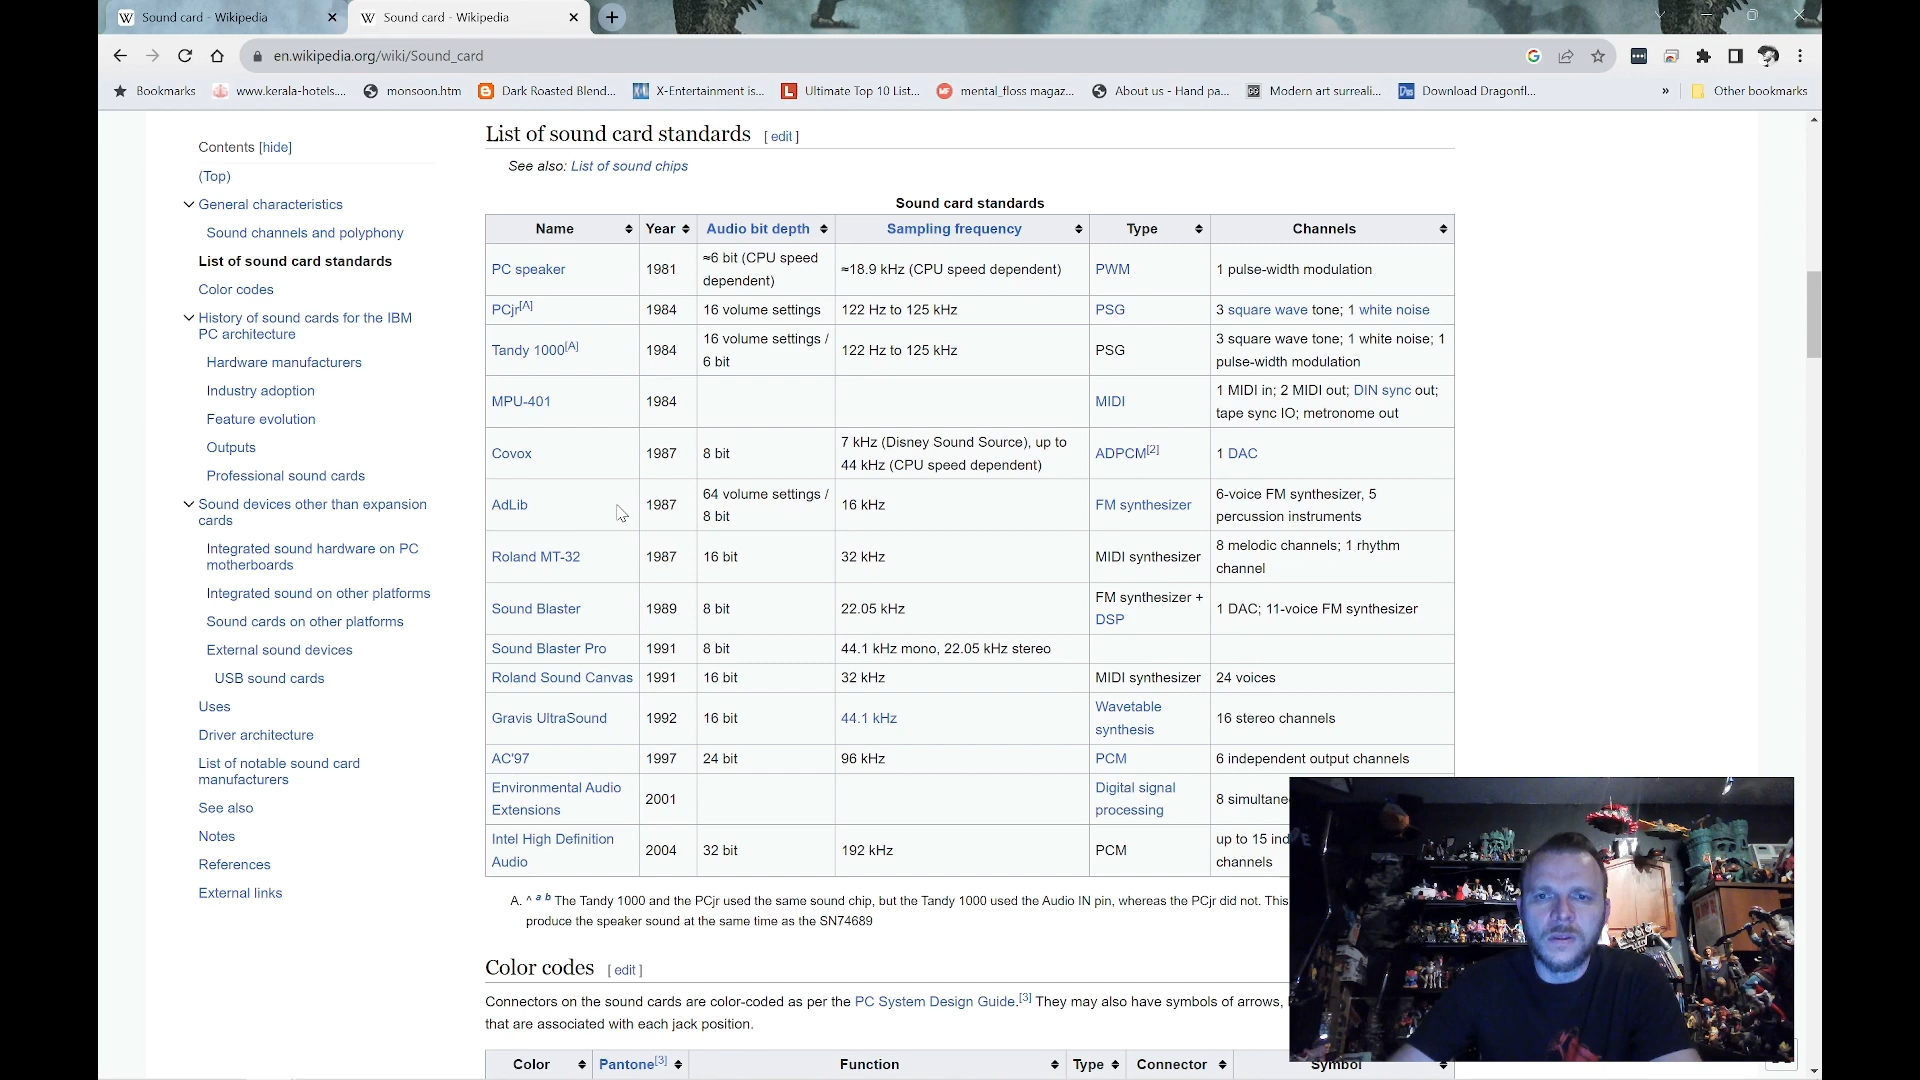 Sound card - Wikipedia
Sound card - Wikipedia
en.wikipedia.org/wiki/Sound_card
Bookmarks
www.kerala-hotels....
monsoon.htm
Dark Roasted Blend...
X-Entertainment is...
Ultimate Top 10 List...
mental_floss magaz...
About us - Hand pa...
Modern art surreali...
Download Dragonfl...
»
Other bookmarks
Contents [hide]
(Top)
General characteristics
Sound channels and polyphony
List of sound card standards
Color codes
History of sound cards for the IBM
PC architecture
Hardware manufacturers
Industry adoption
Feature evolution
Outputs
Professional sound cards
Sound devices other than expansion
cards
Integrated sound hardware on PC
motherboards
Integrated sound on other platforms
Sound cards on other platforms
External sound devices
USB sound cards
Uses
Driver architecture
List of notable sound card
manufacturers
See also
Notes
References
External links
List of sound card standards [ edit ]
See also: List of sound chips
Sound card standards
Name Year Audio bit depth Sampling frequency Type Channels
PC speaker 1981 ≈6 bit (CPU speed dependent) ≈18.9 kHz (CPU speed dependent) PWM 1 pulse-width modulation
PCjr[A] 1984 16 volume settings 122 Hz to 125 kHz PSG 3 square wave tone; 1 white noise
Tandy 1000[A] 1984 16 volume settings / 6 bit 122 Hz to 125 kHz PSG 3 square wave tone; 1 white noise; 1 pulse-width modulation
MPU-401 1984 MIDI 1 MIDI in; 2 MIDI out; DIN sync out; tape sync IO; metronome out
Covox 1987 8 bit 7 kHz (Disney Sound Source), up to 44 kHz (CPU speed dependent) ADPCM[2] 1 DAC
AdLib 1987 64 volume settings / 8 bit 16 kHz FM synthesizer 6-voice FM synthesizer, 5 percussion instruments
Roland MT-32 1987 16 bit 32 kHz MIDI synthesizer 8 melodic channels; 1 rhythm channel
Sound Blaster 1989 8 bit 22.05 kHz FM synthesizer + DSP 1 DAC; 11-voice FM synthesizer
Sound Blaster Pro 1991 8 bit 44.1 kHz mono, 22.05 kHz stereo
Roland Sound Canvas 1991 16 bit 32 kHz MIDI synthesizer 24 voices
Gravis UltraSound 1992 16 bit 44.1 kHz Wavetable synthesis 16 stereo channels
AC'97 1997 24 bit 96 kHz PCM 6 independent output channels
Environmental Audio Extensions 2001 Digital signal processing 8 simultane
Intel High Definition Audio 2004 32 bit 192 kHz PCM up to 15 ind channels
A. ^ a b The Tandy 1000 and the PCjr used the same sound chip, but the Tandy 1000 used the Audio IN pin, whereas the PCjr did not. This
produce the speaker sound at the same time as the SN74689
Color codes [ edit ]
Connectors on the sound cards are color-coded as per the PC System Design Guide.[3] They may also have symbols of arrows,
that are associated with each jack position.
Color Pantone[3] Function Type Connector Symbol